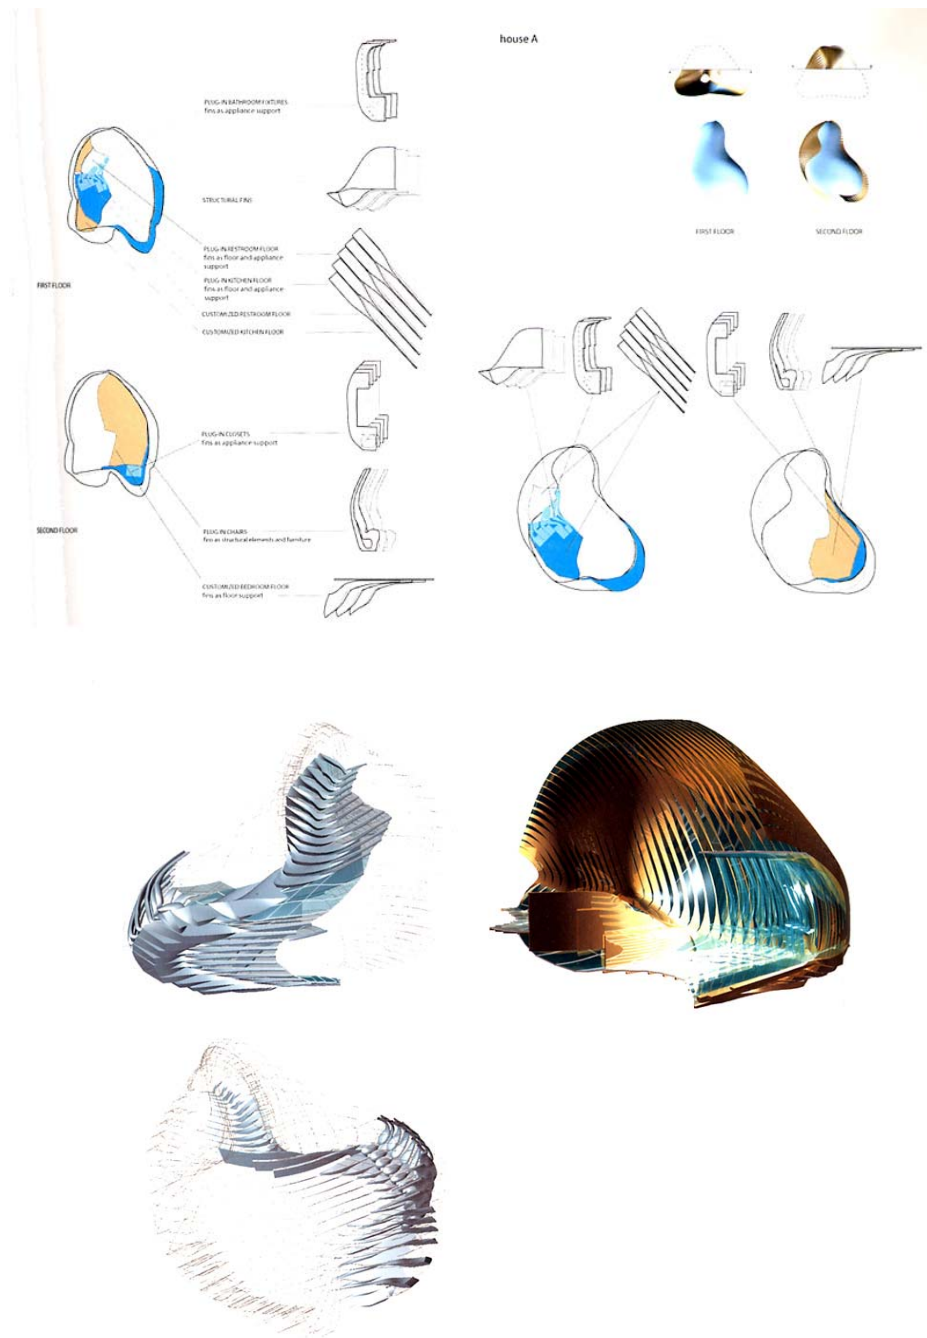 house A
PLUG-IN BATHROOM FIXTURES
fins as appliance support
STRUCTURAL FINS
PLUG-IN RESTROOM FLOOR
fins as floor and appliance
support
PLUG-IN KITCHEN FLOOR
fins as floor and appliance
support
FIRST FLOOR
CUSTOMIZED RESTROOM FLOOR
CUSTOMIZED KITCHEN FLOOR
PLUG-IN CLOSETS
fins as appliance support
SECOND FLOOR
PLUG-IN CHAIRS
fins as structural elements and furniture
CUSTOMIZED BEDROOM FLOOR
fins as floor support
FIRST FLOOR
SECOND FLOOR